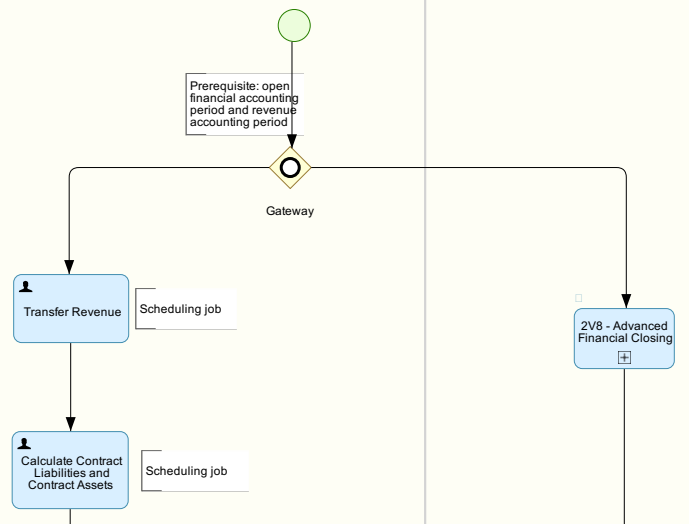 Prerequisite: open
financial accounting
period and revenue
accounting period
Gateway
Transfer Revenue
Scheduling job
2V8 - Advanced
Financial Closing
Calculate Contract
Liabilities and
Contract Assets
Scheduling job